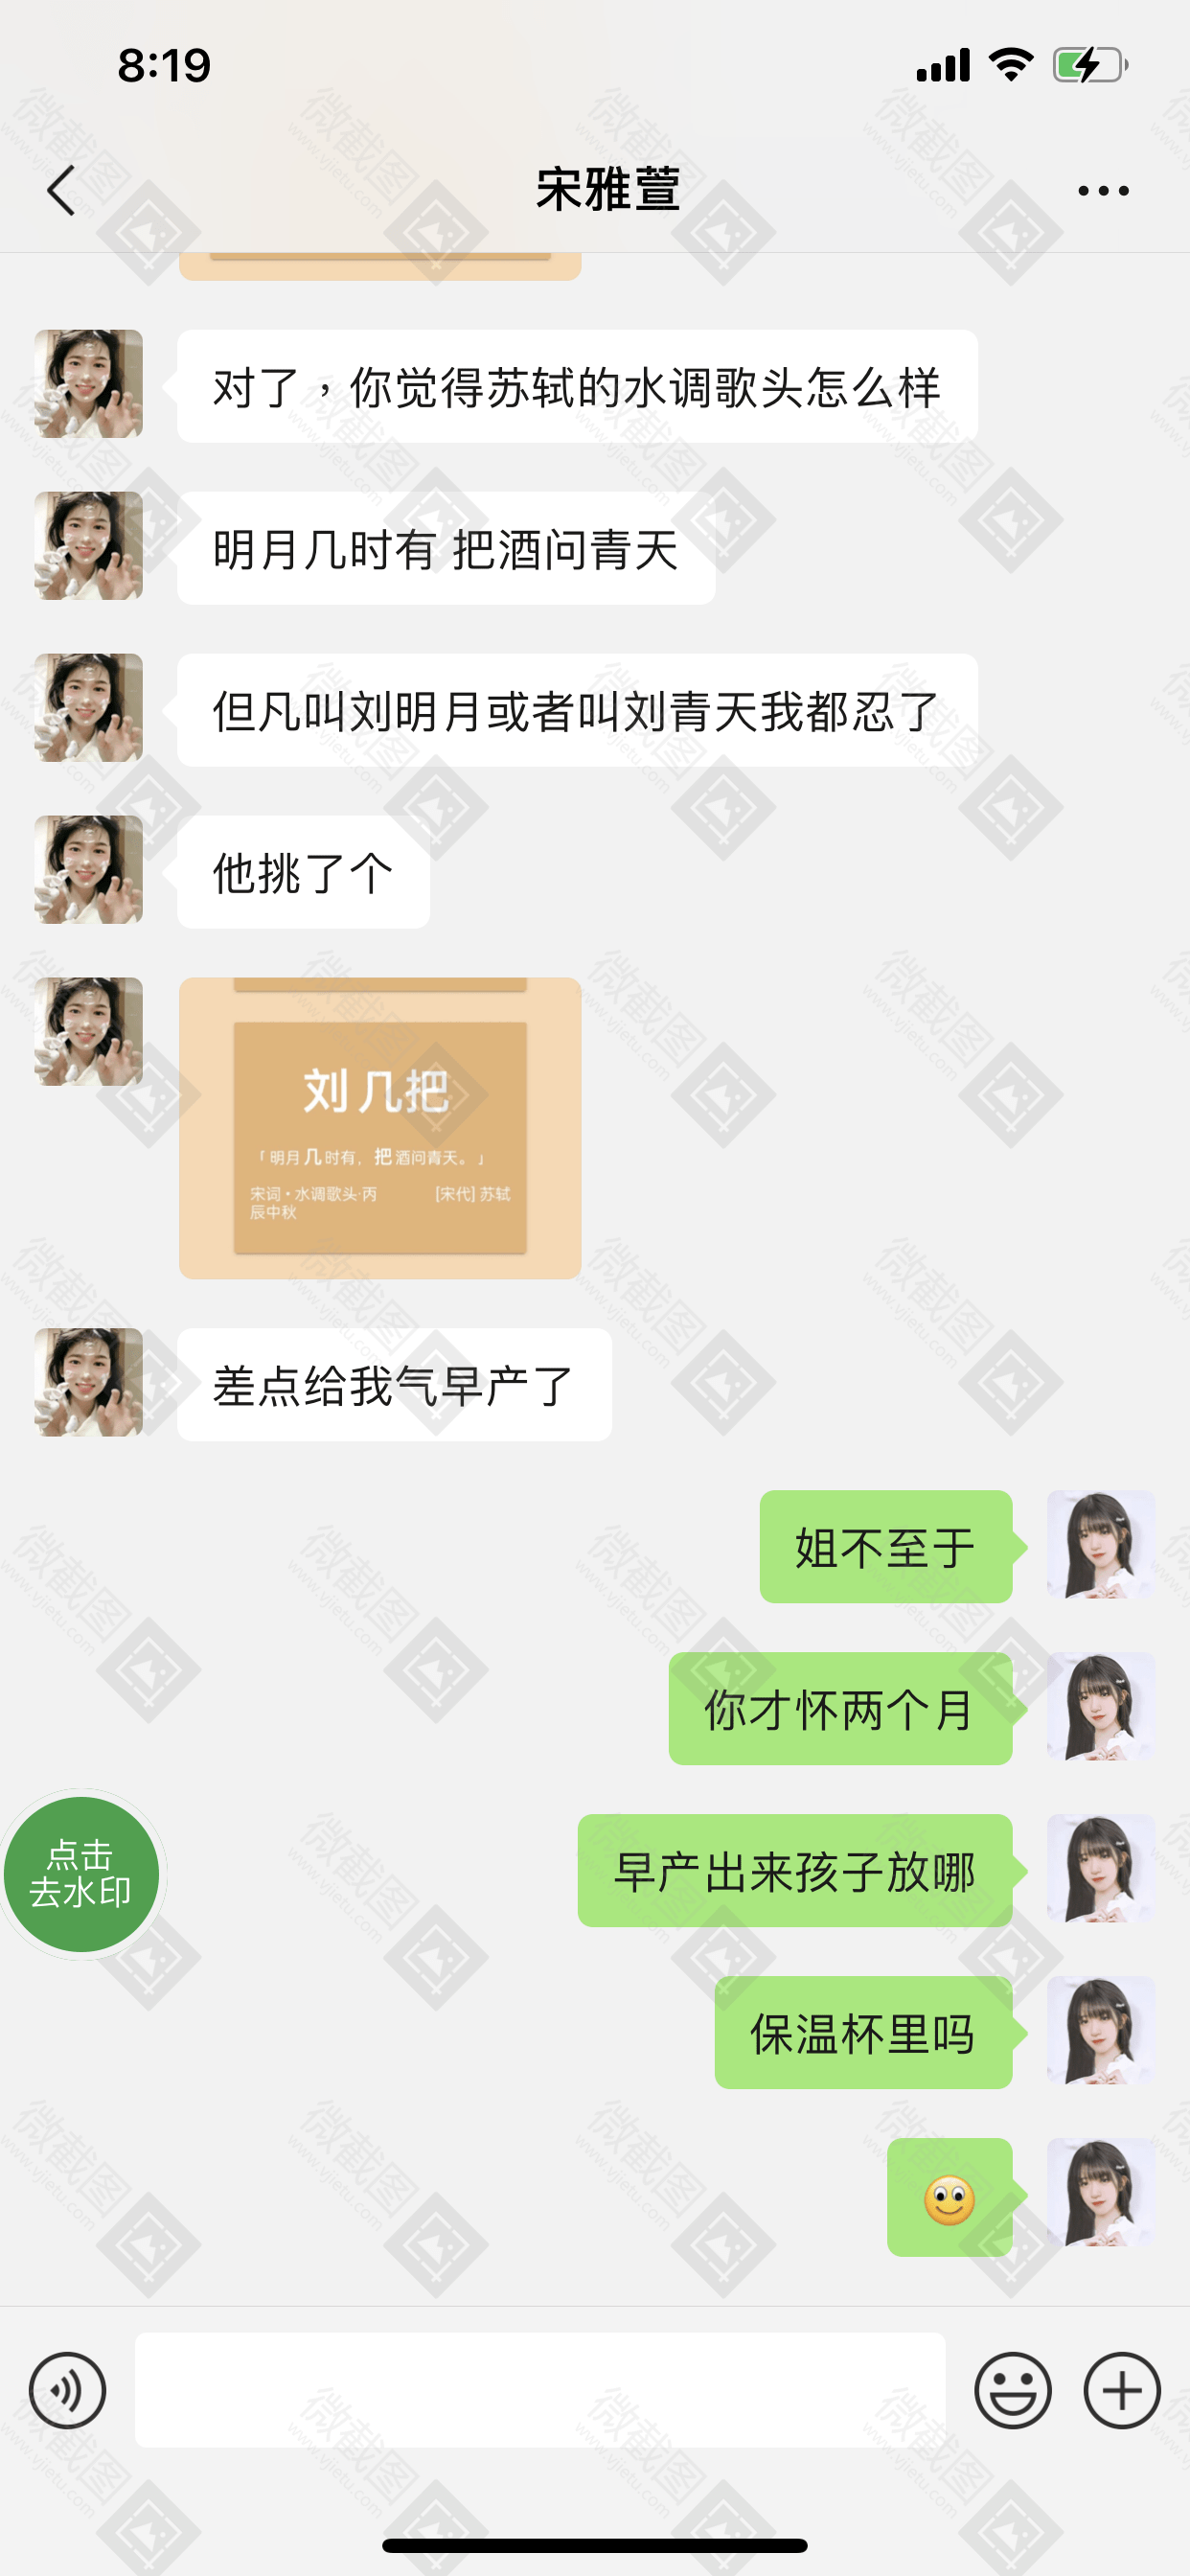 8:19
宋雅萱
对了，你觉得苏轼的水调歌头怎么样
明月几时有 把酒问青天
但凡叫刘明月或者叫刘青天我都忍了
他挑了个
刘几把
「明月几时有，把酒问青天。」
宋词·水调歌头·丙
辰中秋
[宋代] 苏轼
差点给我气早产了
姐不至于
你才怀两个月
早产出来孩子放哪
点击
去水印
保温杯里吗
微截图
www.vjietu.com